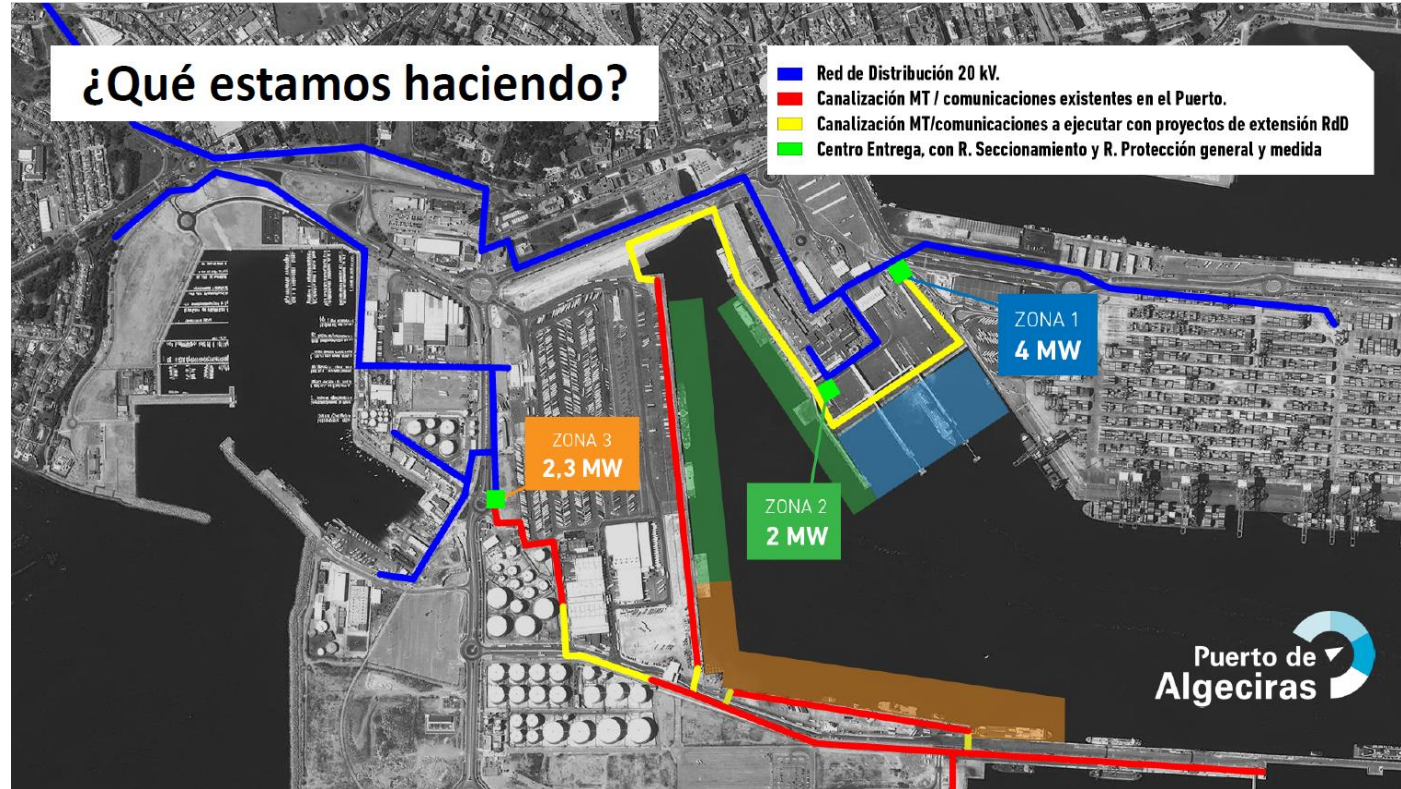 ¿Qué estamos haciendo?
Red de Distribución 20 kV.
Canalización MT / comunicaciones existentes en el Puerto.
Canalización MT/comunicaciones a ejecutar con proyectos de extensión RdD
Centro Entrega, con R. Seccionamiento y R. Protección general y medida
ZONA 1
4 MW
ZONA 3
2,3 MW
ZONA 2
2 MW
Puerto de
Algeciras